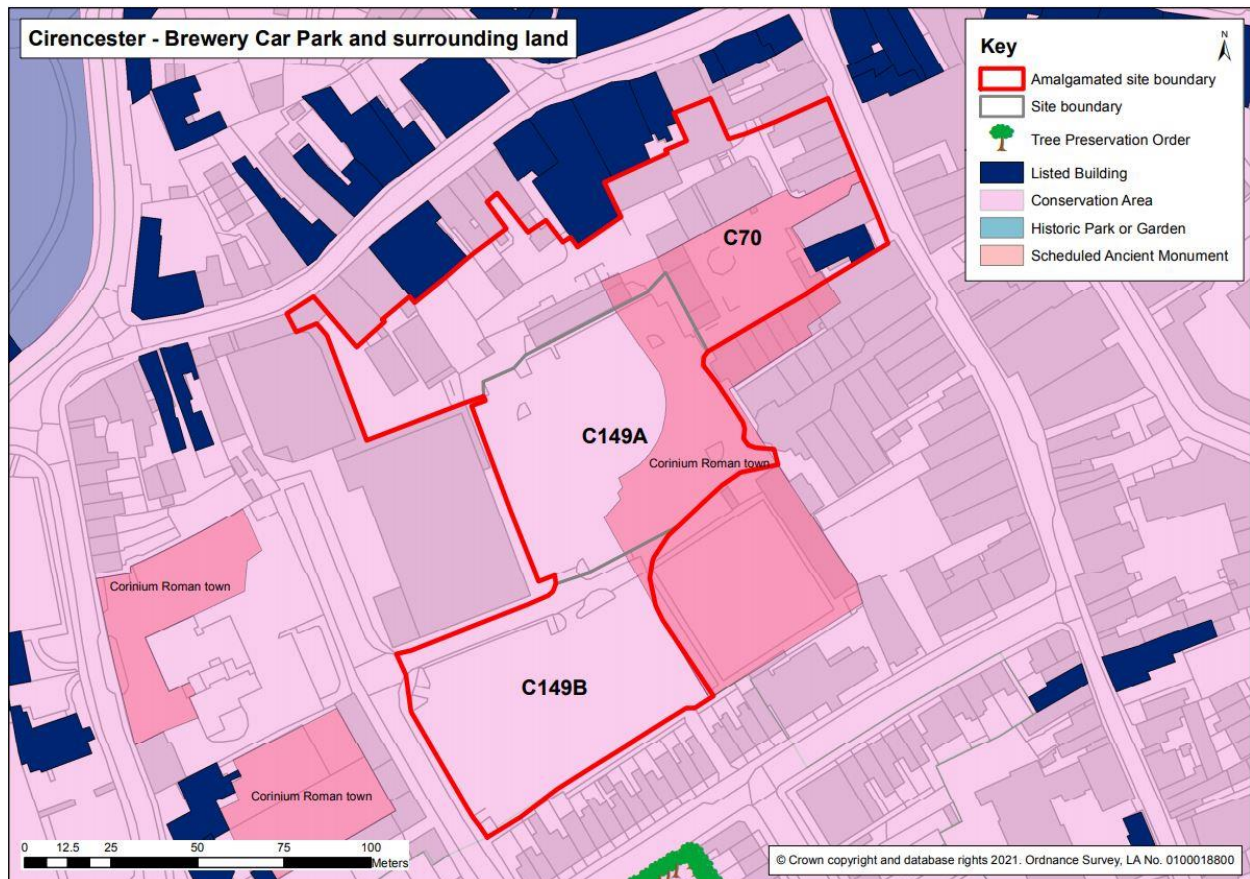 Cirencester - Brewery Car Park and surrounding land
Key
N
Amalgamated site boundary
Site boundary
Tree Preservation Order
Listed Building
Conservation Area
Historic Park or Garden
Scheduled Ancient Monument
C70
C149A
Corinium Roman town
Corinium Roman town
C149B
Corinium Roman town
0 12.5 25 50 75 100
Meters
© Crown copyright and database rights 2021. Ordnance Survey, LA No. 0100018800